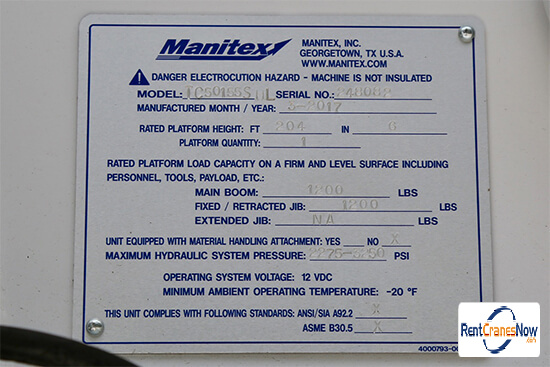 Manitex
MANITEX, INC.
GEORGETOWN, TX U.S.A.
WWW.MANITEX.COM
DANGER ELECTROCUTION HAZARD - MACHINE IS NOT INSULATED
MODEL: SERIAL NO.:
MANUFACTURED MONTH / YEAR: 5-2017
RATED PLATFORM HEIGHT: FT 204 IN 6
PLATFORM QUANTITY: 1
RATED PLATFORM LOAD CAPACITY ON A FIRM AND LEVEL SURFACE INCLUDING
PERSONNEL, TOOLS, PAYLOAD, ETC.:
MAIN BOOM: 1200 LBS
FIXED / RETRACTED JIB: 1200 LBS
EXTENDED JIB: NA LBS
UNIT EQUIPPED WITH MATERIAL HANDLING ATTACHMENT: YES NO X
MAXIMUM HYDRAULIC SYSTEM PRESSURE: PSI
OPERATING SYSTEM VOLTAGE: 12 VDC
MINIMUM AMBIENT OPERATING TEMPERATURE: -20 °F
THIS UNIT COMPLIES WITH FOLLOWING STANDARDS: ANSI/SIA A92.2 X
ASME B30.5 X
RentCranesNow
.com